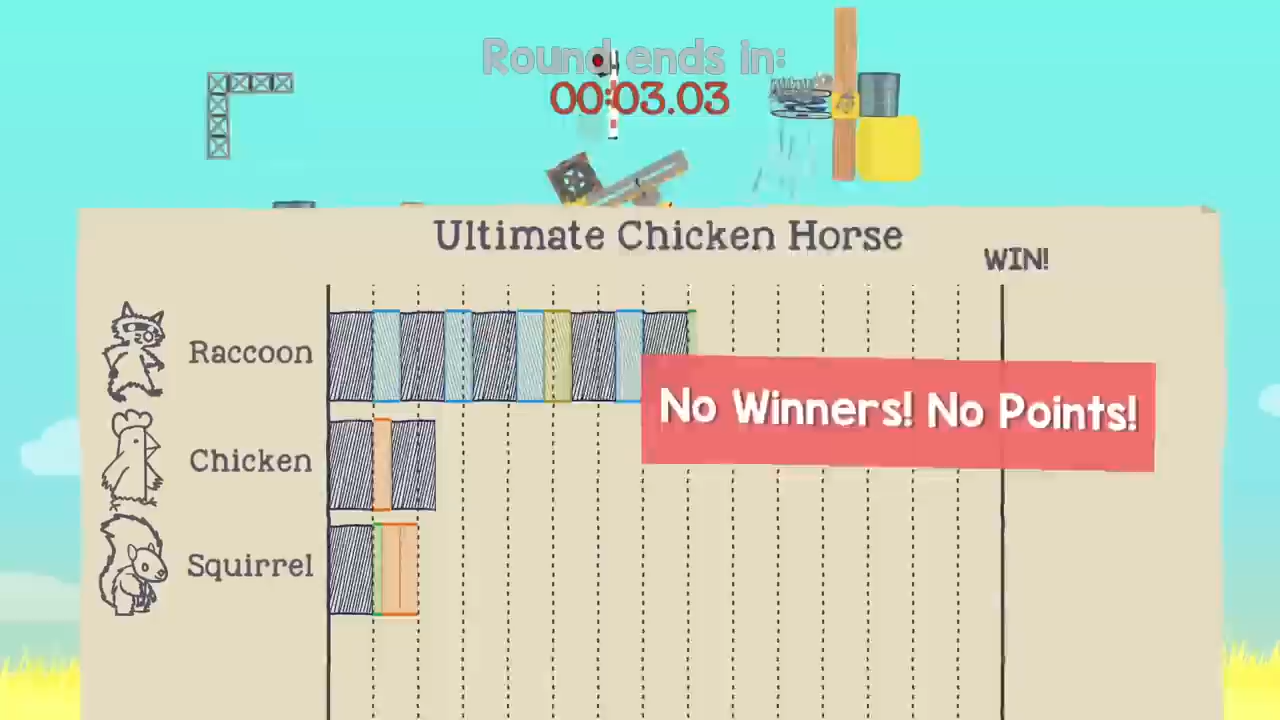 Round ends in:
00:03.03
Ultimate Chicken Horse
WIN!
Raccoon
No Winners! No Points!
Chicken
Squirrel